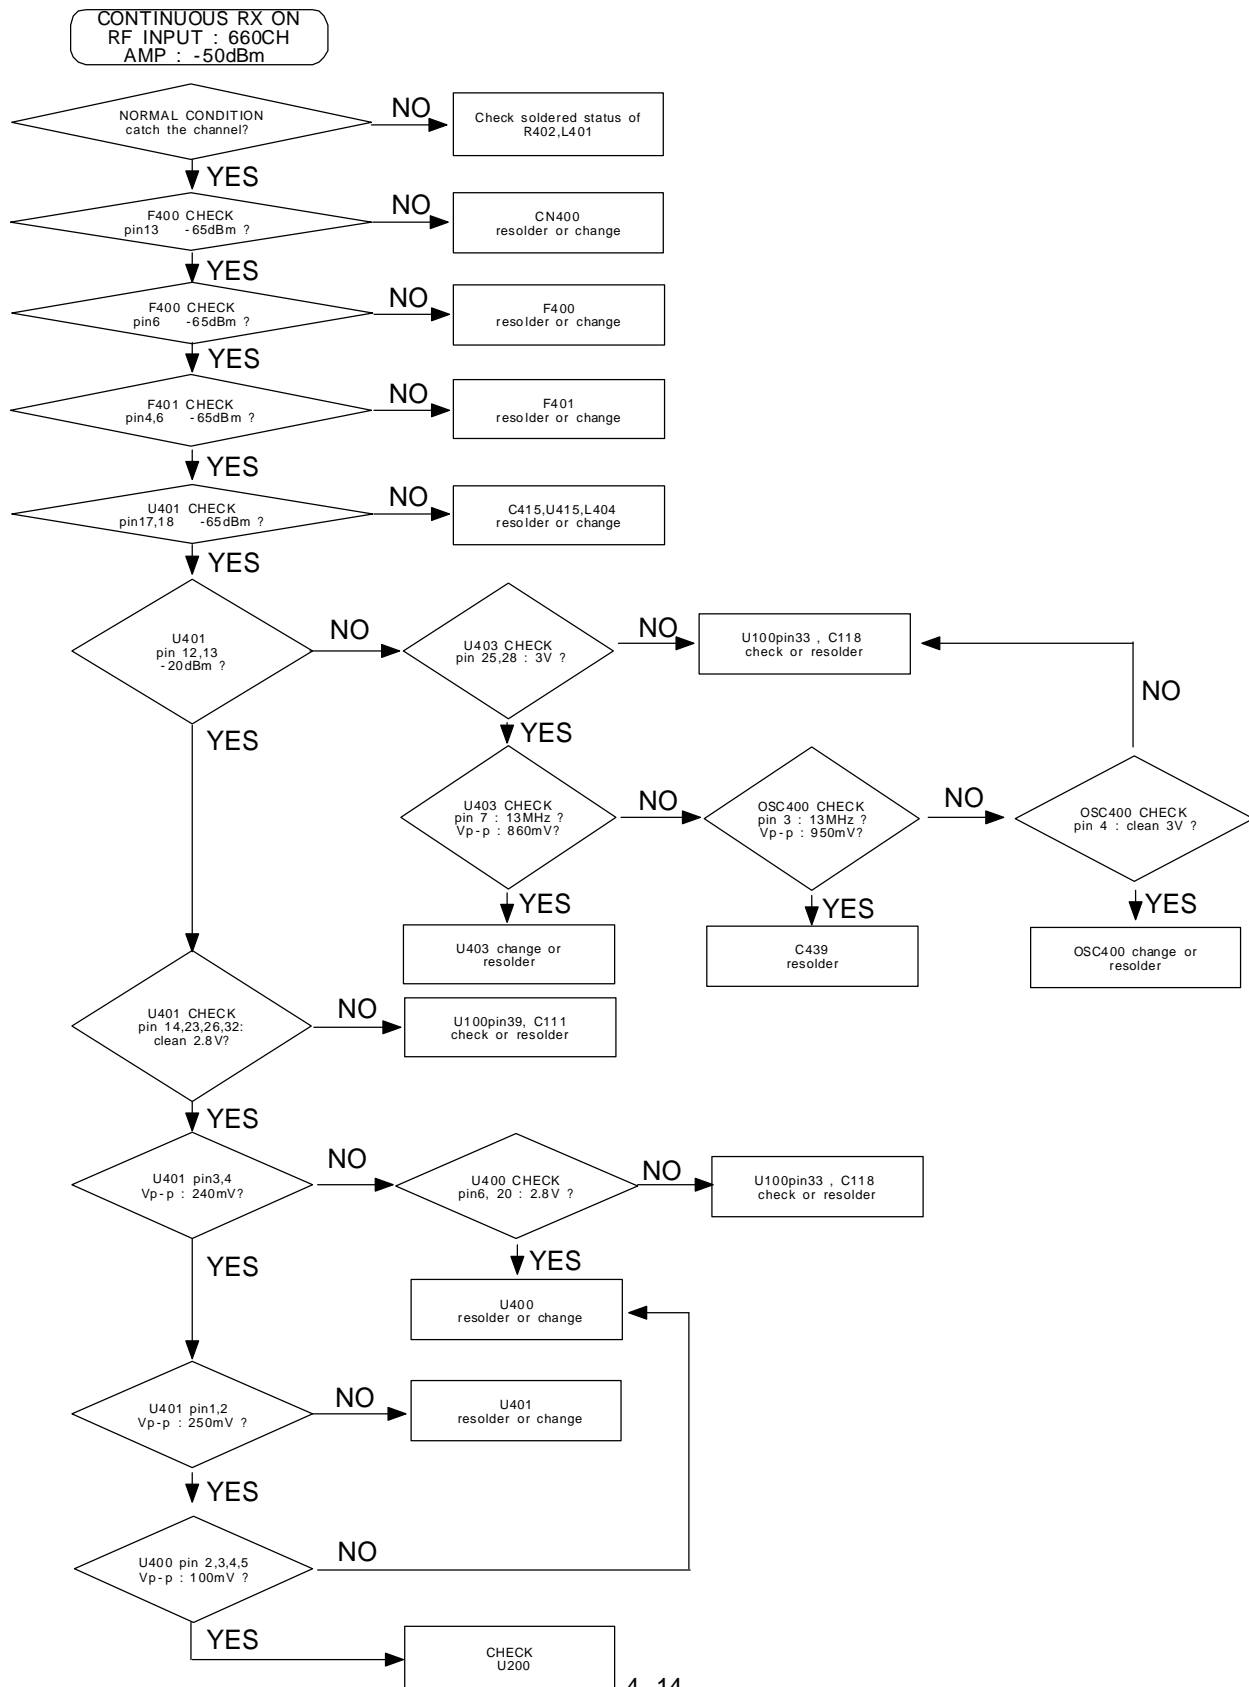 CONTINUOUS RX ON
RF INPUT : 660CH
AMP : -50dBm
NORMAL CONDITION
catch the channel?
NO
Check soldered status of
R402,L401
YES
F400 CHECK
pin13 -65dBm ?
NO
CN400
resolder or change
YES
F400 CHECK
pin6 -65dBm ?
NO
F400
resolder or change
YES
F401 CHECK
pin4,6 -65dBm ?
NO
F401
resolder or change
YES
U401 CHECK
pin17,18 -65dBm ?
NO
C415,U415,L404
resolder or change
YES
U401
pin 12,13
-20dBm ?
NO
U403 CHECK
pin 25,28 : 3V ?
NO
U100pin33 , C118
check or resolder
NO
YES
YES
U403 CHECK
pin 7 : 13MHz ?
Vp-p : 860mV?
NO
OSC400 CHECK
pin 3 : 13MHz ?
Vp-p : 950mV?
NO
OSC400 CHECK
pin 4 : clean 3V ?
YES
YES
YES
U403 change or
resolder
C439
resolder
OSC400 change or
resolder
U401 CHECK
pin 14,23,26,32:
clean 2.8V?
NO
U100pin39, C111
check or resolder
YES
U401 pin3,4
Vp-p : 240mV?
NO
U400 CHECK
pin6, 20 : 2.8V ?
NO
U100pin33 , C118
check or resolder
YES
YES
U400
resolder or change
U401 pin1,2
Vp-p : 250mV ?
NO
U401
resolder or change
YES
U400 pin 2,3,4,5
Vp-p : 100mV ?
NO
YES
CHECK
U200
4-14